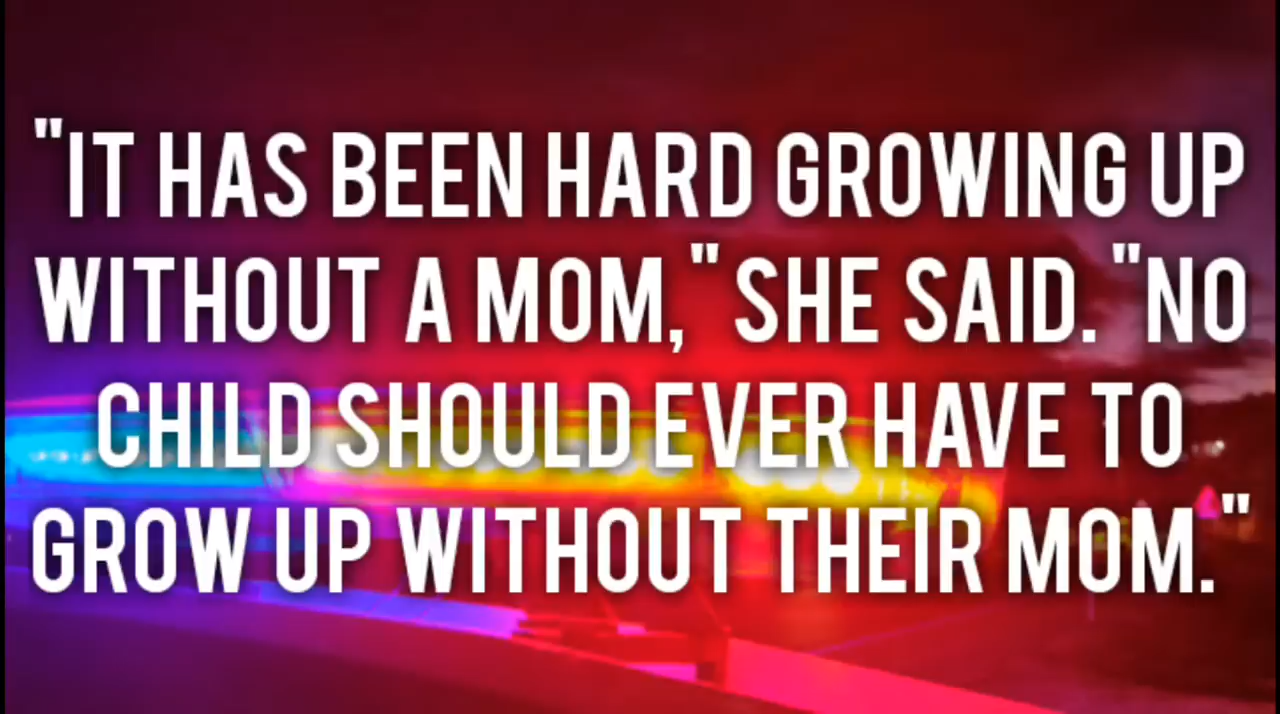 "IT HAS BEEN HARD GROWING UP
WITHOUT A MOM," SHE SAID. "NO
CHILD SHOULD EVER HAVE TO
GROW UP WITHOUT THEIR MOM."